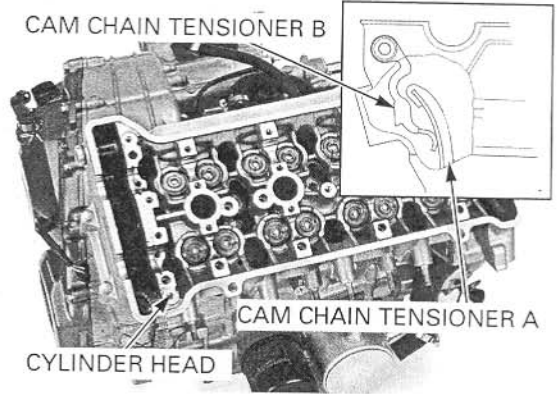 CAM CHAIN TENSIONER B
CAM CHAIN TENSIONER A
CYLINDER HEAD